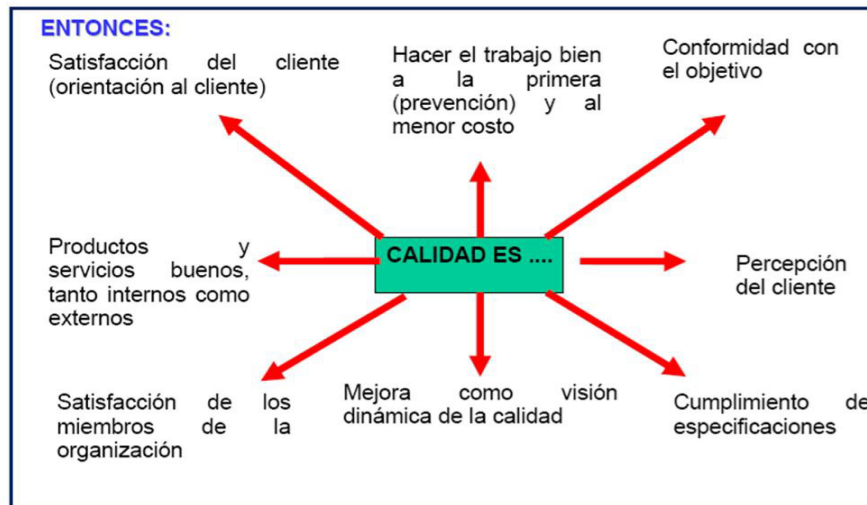 ENTONCES:
Satisfacción del cliente
(orientación al cliente)
Hacer el trabajo bien
a la primera
(prevención) y al
menor costo
Conformidad con
el objetivo
Productos y
servicios buenos,
tanto internos como
externos
CALIDAD ES ....
Percepción
del cliente
Satisfacción de los
miembros de la
organización
Mejora como visión
dinámica de la calidad
Cumplimiento de
especificaciones